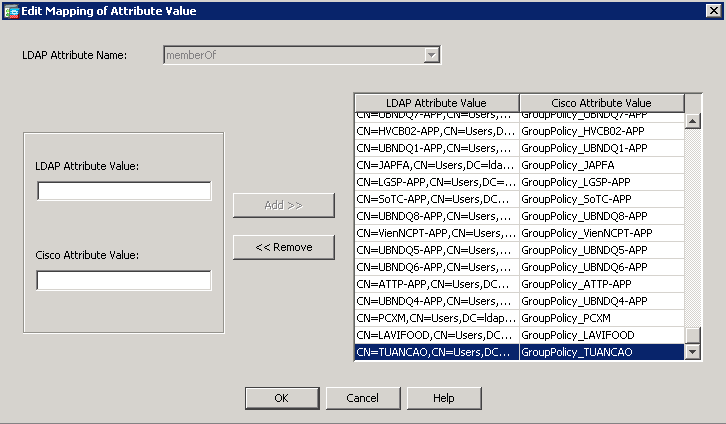 Edit Mapping of Attribute Value
LDAP Attribute Name: memberOf
LDAP Attribute Value Cisco Attribute Value
CN=UBNDQ7-APP,CN=Users,... GroupPolicy_UBNDQ7-APP
CN=HVCB02-APP,CN=Users,D... GroupPolicy_HVCB02-APP
CN=UBNDQ1-APP,CN=Users,... GroupPolicy_UBNDQ1-APP
CN=JAPFA,CN=Users,DC=lda... GroupPolicy_JAPFA
CN=LGSP-APP,CN=Users,DC=... GroupPolicy_LGSP-APP
CN=SoTC-APP,CN=Users,DC=... GroupPolicy_SoTC-APP
CN=UBNDQ8-APP,CN=Users,... GroupPolicy_UBNDQ8-APP
CN=VienNCPT-APP,CN=Users,... GroupPolicy_VienNCPT-APP
CN=UBNDQ5-APP,CN=Users,... GroupPolicy_UBNDQ5-APP
CN=UBNDQ6-APP,CN=Users,... GroupPolicy_UBNDQ6-APP
CN=ATTP-APP,CN=Users,DC... GroupPolicy_ATTP-APP
CN=UBNDQ4-APP,CN=Users,... GroupPolicy_UBNDQ4-APP
CN=PCXM,CN=Users,DC=ldap... GroupPolicy_PCXM
CN=LAVIFOOD,CN=Users,DC... GroupPolicy_LAVIFOOD
CN=TUANCAO,CN=Users,DC... GroupPolicy_TUANCAO
LDAP Attribute Value:
Cisco Attribute Value:
Add >>
<< Remove
OK Cancel Help